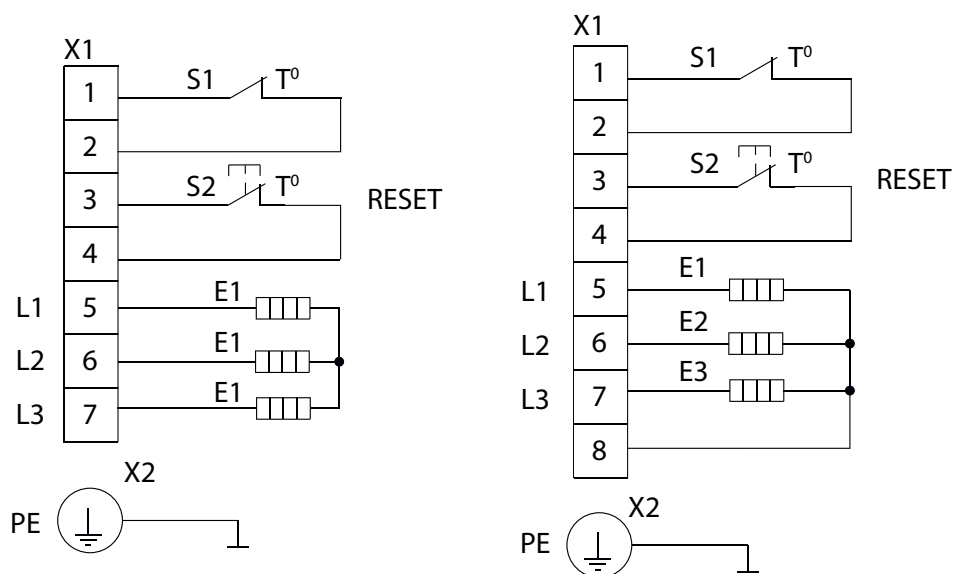 X1
1 S1 T⁰
2
3 S2 T⁰ RESET
4
L1 5 E1
L2 6 E1
L3 7 E1
X2
PE
X1
1 S1 T⁰
2
3 S2 T⁰ RESET
4
L1 5 E1
L2 6 E2
L3 7 E3
8
X2
PE